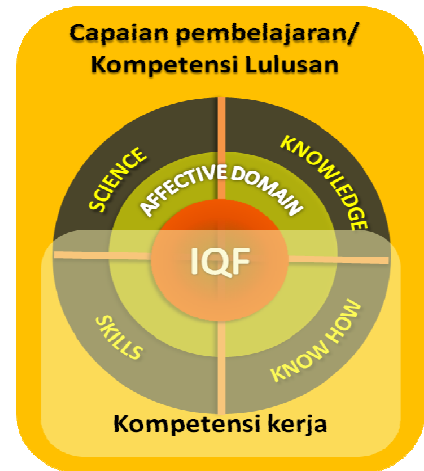 Capaian pembelajaran/
Kompetensi Lulusan
SCIENCE
KNOWLEDGE
AFFECTIVE DOMAIN
IQF
SKILLS
KNOW HOW
Kompetensi kerja